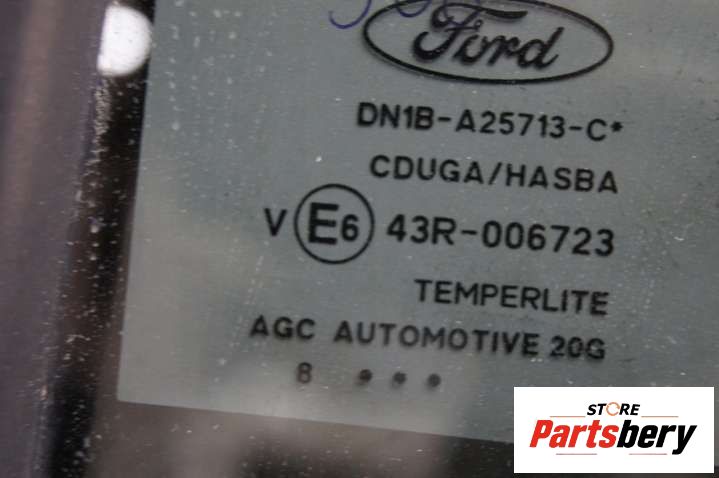 Ford
DN1B-A25713-C*
CDUGA/HASBA
V E6 43R-006723
TEMPERLITE
AGC AUTOMOTIVE 20G
8 •••
STORE
Partsbery